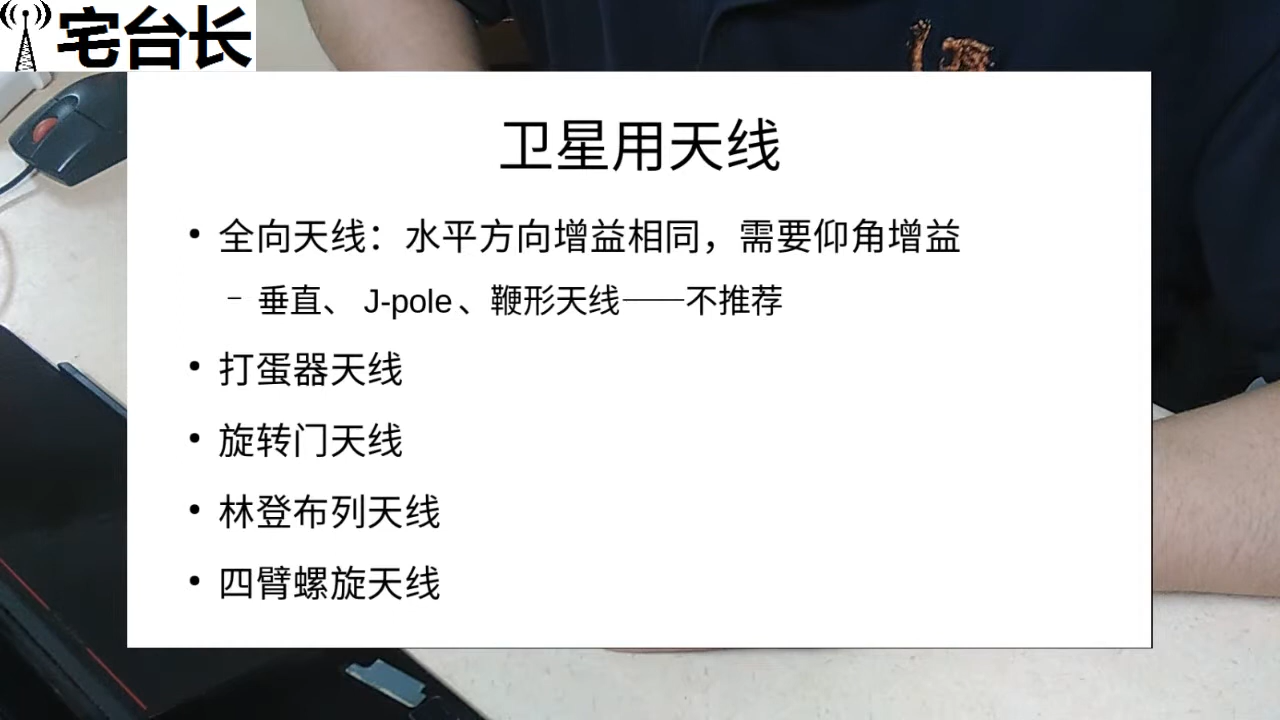 宅台长
卫星用天线
• 全向天线：水平方向增益相同，需要仰角增益
– 垂直、J-pole、鞭形天线——不推荐
• 打蛋器天线
• 旋转门天线
• 林登布列天线
• 四臂螺旋天线